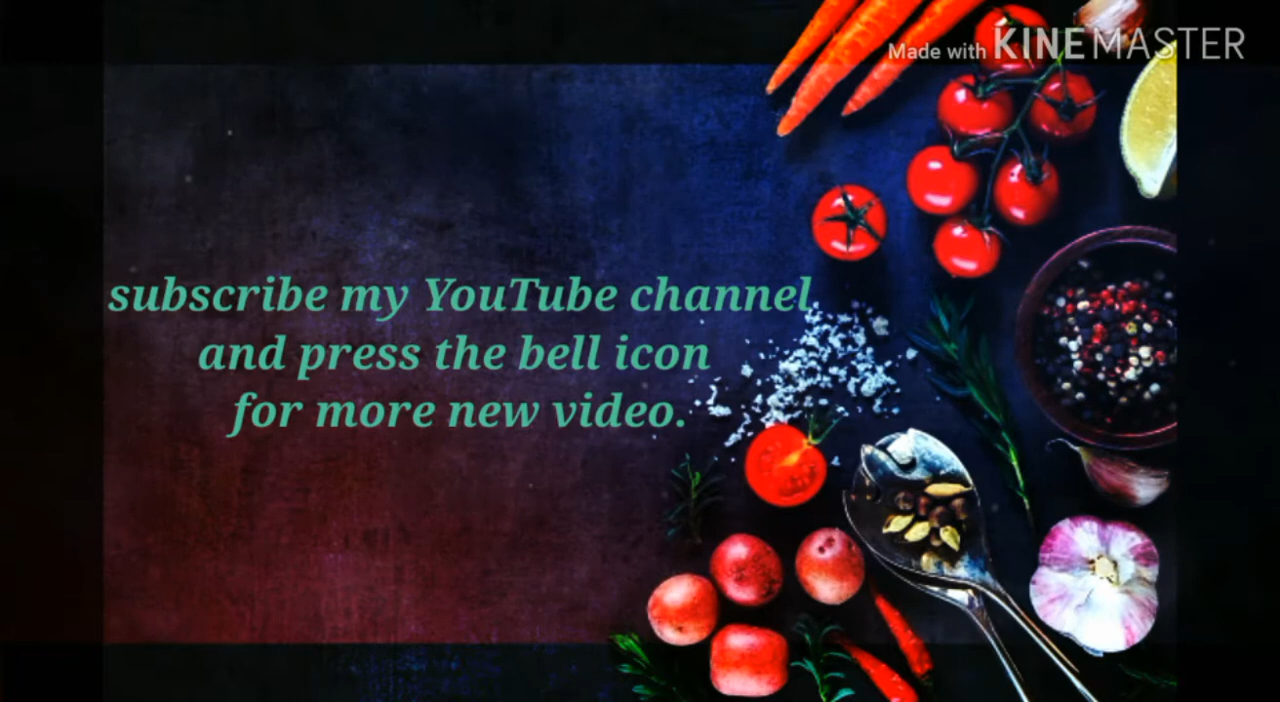 Made with KINEMASTER
subscribe my YouTube channel
and press the bell icon
for more new video.